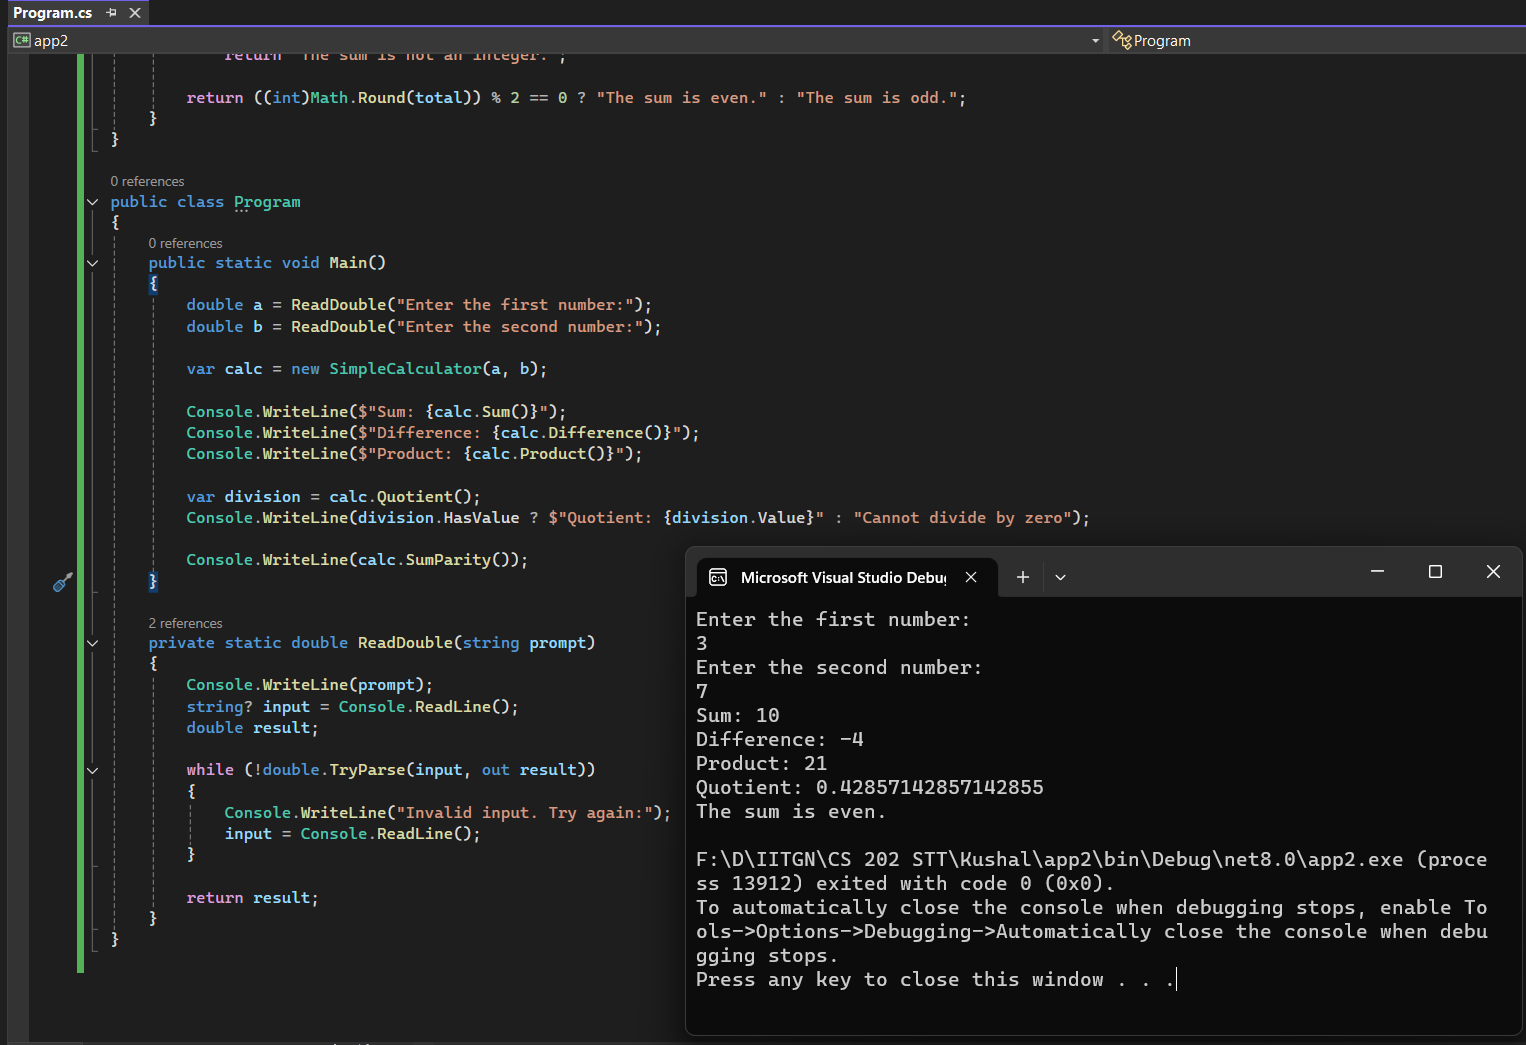 Program.cs
app2
Program
return "The sum is not an integer.";
return ((int)Math.Round(total)) % 2 == 0 ? "The sum is even." : "The sum is odd.";
}
}
0 references
public class Program
{
0 references
public static void Main()
{
double a = ReadDouble("Enter the first number:");
double b = ReadDouble("Enter the second number:");
var calc = new SimpleCalculator(a, b);
Console.WriteLine($"Sum: {calc.Sum()}");
Console.WriteLine($"Difference: {calc.Difference()}");
Console.WriteLine($"Product: {calc.Product()}");
var division = calc.Quotient();
Console.WriteLine(division.HasValue ? $"Quotient: {division.Value}" : "Cannot divide by zero");
Console.WriteLine(calc.SumParity());
}
2 references
private static double ReadDouble(string prompt)
{
Console.WriteLine(prompt);
string? input = Console.ReadLine();
double result;
while (!double.TryParse(input, out result))
{
Console.WriteLine("Invalid input. Try again:");
input = Console.ReadLine();
}
return result;
}
}
Microsoft Visual Studio Debug
Enter the first number:
3
Enter the second number:
7
Sum: 10
Difference: -4
Product: 21
Quotient: 0.42857142857142855
The sum is even.
F:\D\IITGN\CS 202 STT\Kushal\app2\bin\Debug\net8.0\app2.exe (proce
ss 13912) exited with code 0 (0x0).
To automatically close the console when debugging stops, enable To
ols->Options->Debugging->Automatically close the console when debu
gging stops.
Press any key to close this window . . .